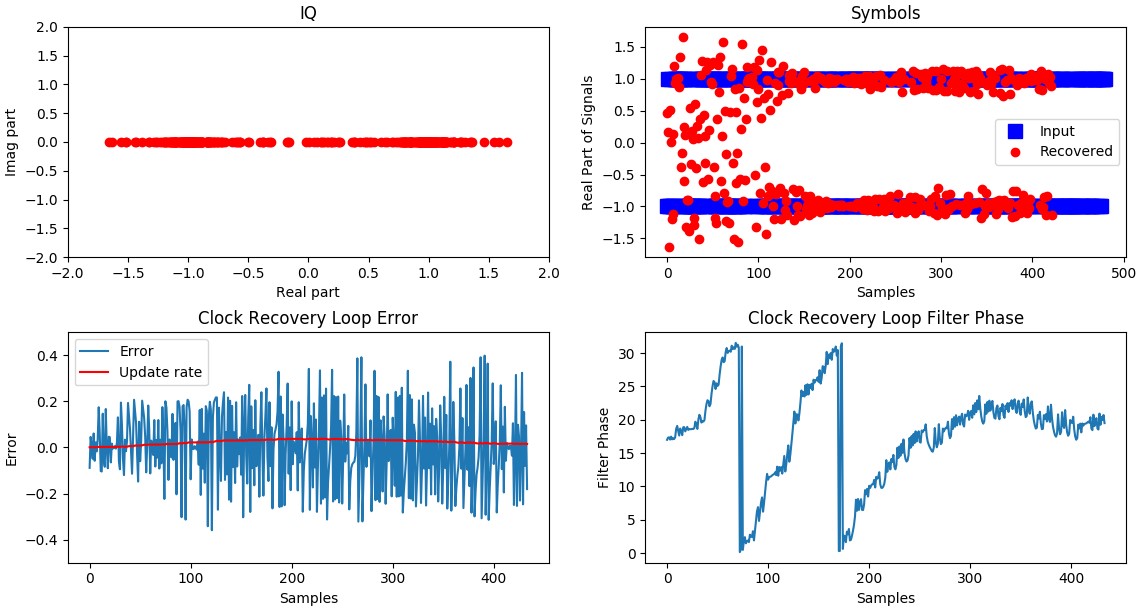 IQ
2.0
1.5
1.0
0.5
0.0
−0.5
−1.0
−1.5
−2.0
Imag part
−2.0 −1.5 −1.0 −0.5 0.0 0.5 1.0 1.5 2.0
Real part
Symbols
1.5
1.0
0.5
0.0
−0.5
−1.0
−1.5
Real Part of Signals
Input
Recovered
0 100 200 300 400 500
Samples
Clock Recovery Loop Error
0.4
0.2
0.0
−0.2
−0.4
Error
Error
Update rate
0 100 200 300 400
Samples
Clock Recovery Loop Filter Phase
30
25
20
15
10
5
0
Filter Phase
0 100 200 300 400
Samples